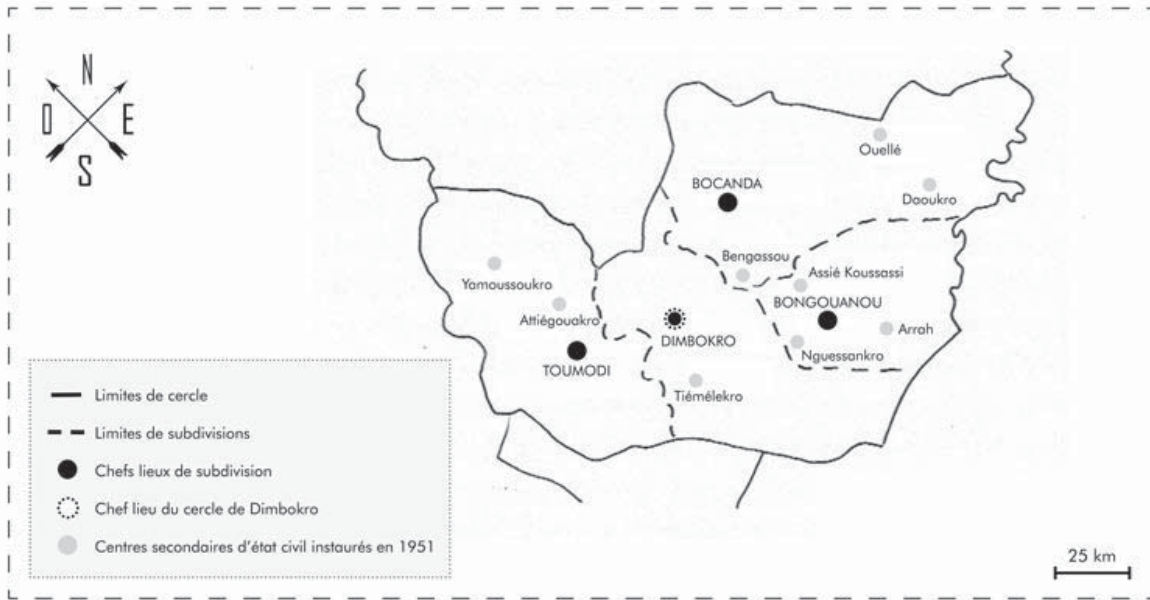 N
O
E
S
Ouellé
BOCANDA
Daoukro
Bengassou
Assié Koussassi
Yamoussoukro
BONGOUANOU
Attiégouakro
Arrah
DIMBOKRO
Nguessankro
TOUMODI
Tiémélekro
Limites de cercle
Limites de subdivisions
Chefs lieux de subdivision
Chef lieu du cercle de Dimbokro
Centres secondaires d'état civil instaurés en 1951
25 km